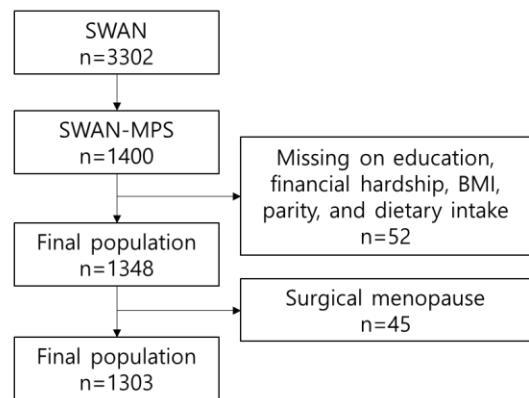 SWAN
n=3302
SWAN-MPS
n=1400
Missing on education,
financial hardship, BMI,
parity, and dietary intake
n=52
Final population
n=1348
Surgical menopause
n=45
Final population
n=1303